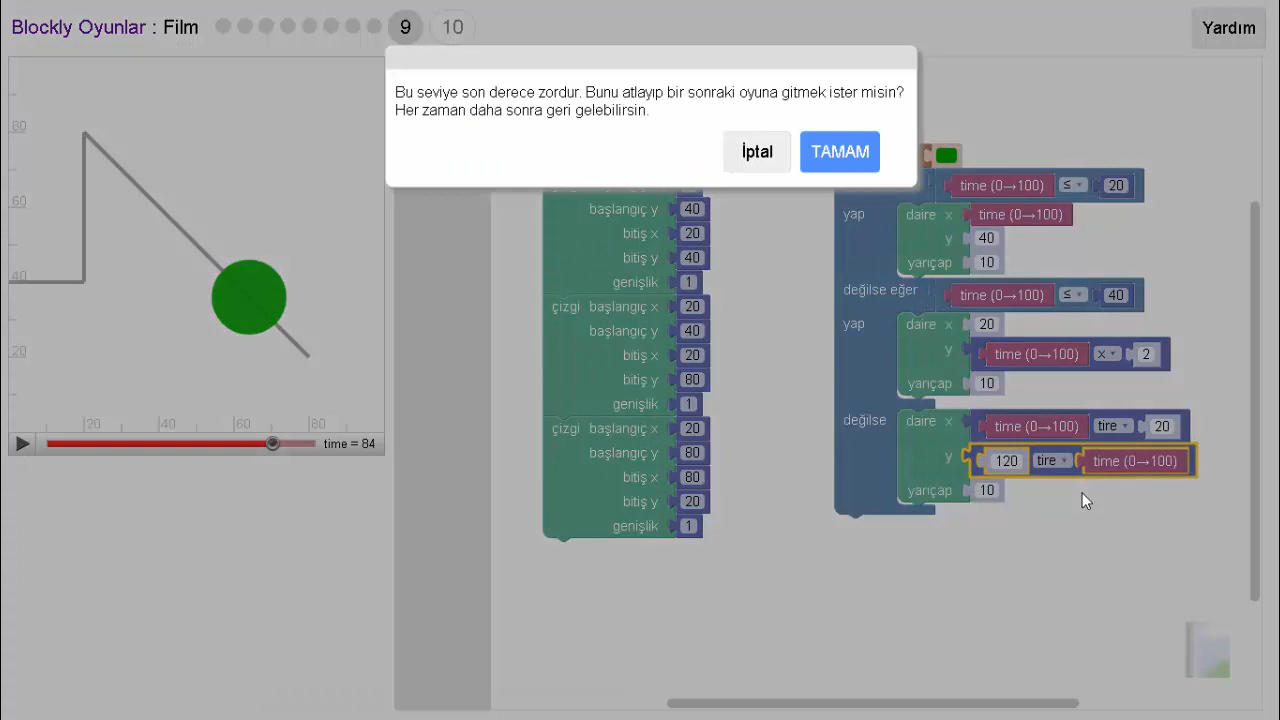 Blockly Oyunlar : Film
9
10
Yardım
Bu seviye son derece zordur. Bunu atlayıp bir sonraki oyuna gitmek ister misin?
Her zaman daha sonra geri gelebilirsin.
İptal
TAMAM
80
60
40
20
20
40
60
80
time = 84
başlangıç y 40
bitiş x 20
bitiş y 40
genişlik 1
çizgi başlangıç x 20
başlangıç y 40
bitiş x 20
bitiş y 80
genişlik 1
çizgi başlangıç x 20
başlangıç y 80
bitiş x 80
bitiş y 20
genişlik 1
time (0→100) ≤ 20
yap daire x time (0→100)
y 40
yarıçap 10
değilse eğer time (0→100) ≤ 40
yap daire x 20
y time (0→100) x 2
yarıçap 10
değilse daire x time (0→100) tire 20
y 120 tire time (0→100)
yarıçap 10